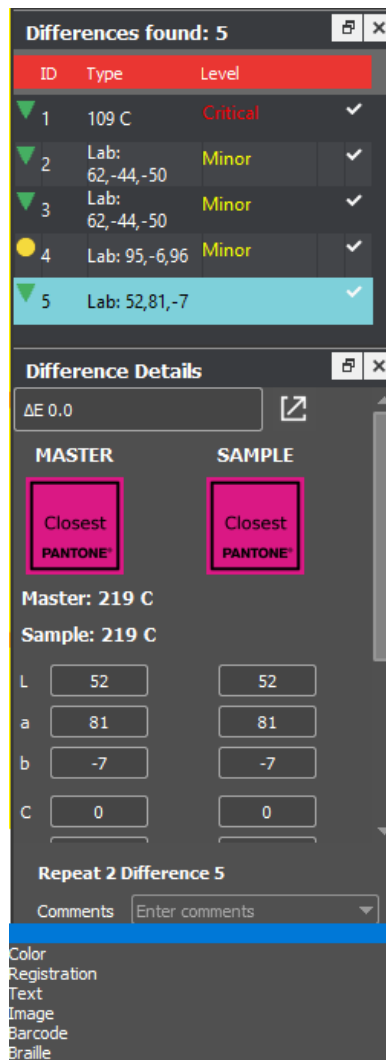 Differences found: 5
ID Type Level
1 109 C Critical
2 Lab: 62,-44,-50 Minor
3 Lab: 62,-44,-50 Minor
4 Lab: 95,-6,96 Minor
5 Lab: 52,81,-7
Difference Details
ΔE 0.0
MASTER SAMPLE
Closest Closest
PANTONE® PANTONE®
Master: 219 C
Sample: 219 C
L 52 52
a 81 81
b -7 -7
C 0 0
Repeat 2 Difference 5
Comments Enter comments
Color
Registration
Text
Image
Barcode
Braille